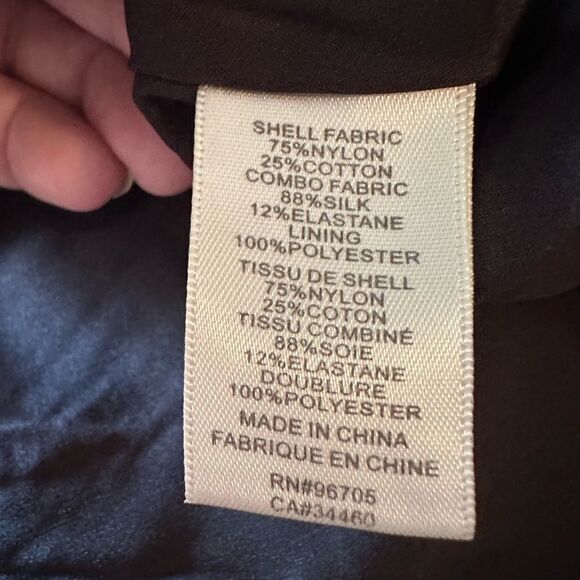 SHELL FABRIC
75%NYLON
25%COTTON
COMBO FABRIC
88%SILK
12%ELASTANE
LINING
100%POLYESTER
TISSU DE SHELL
75%NYLON
25%COTON
TISSU COMBINÉ
88%SOIE
12%ELASTANE
DOUBLURE
100%POLYESTER
MADE IN CHINA
FABRIQUE EN CHINE
RN#96705
CA#34460